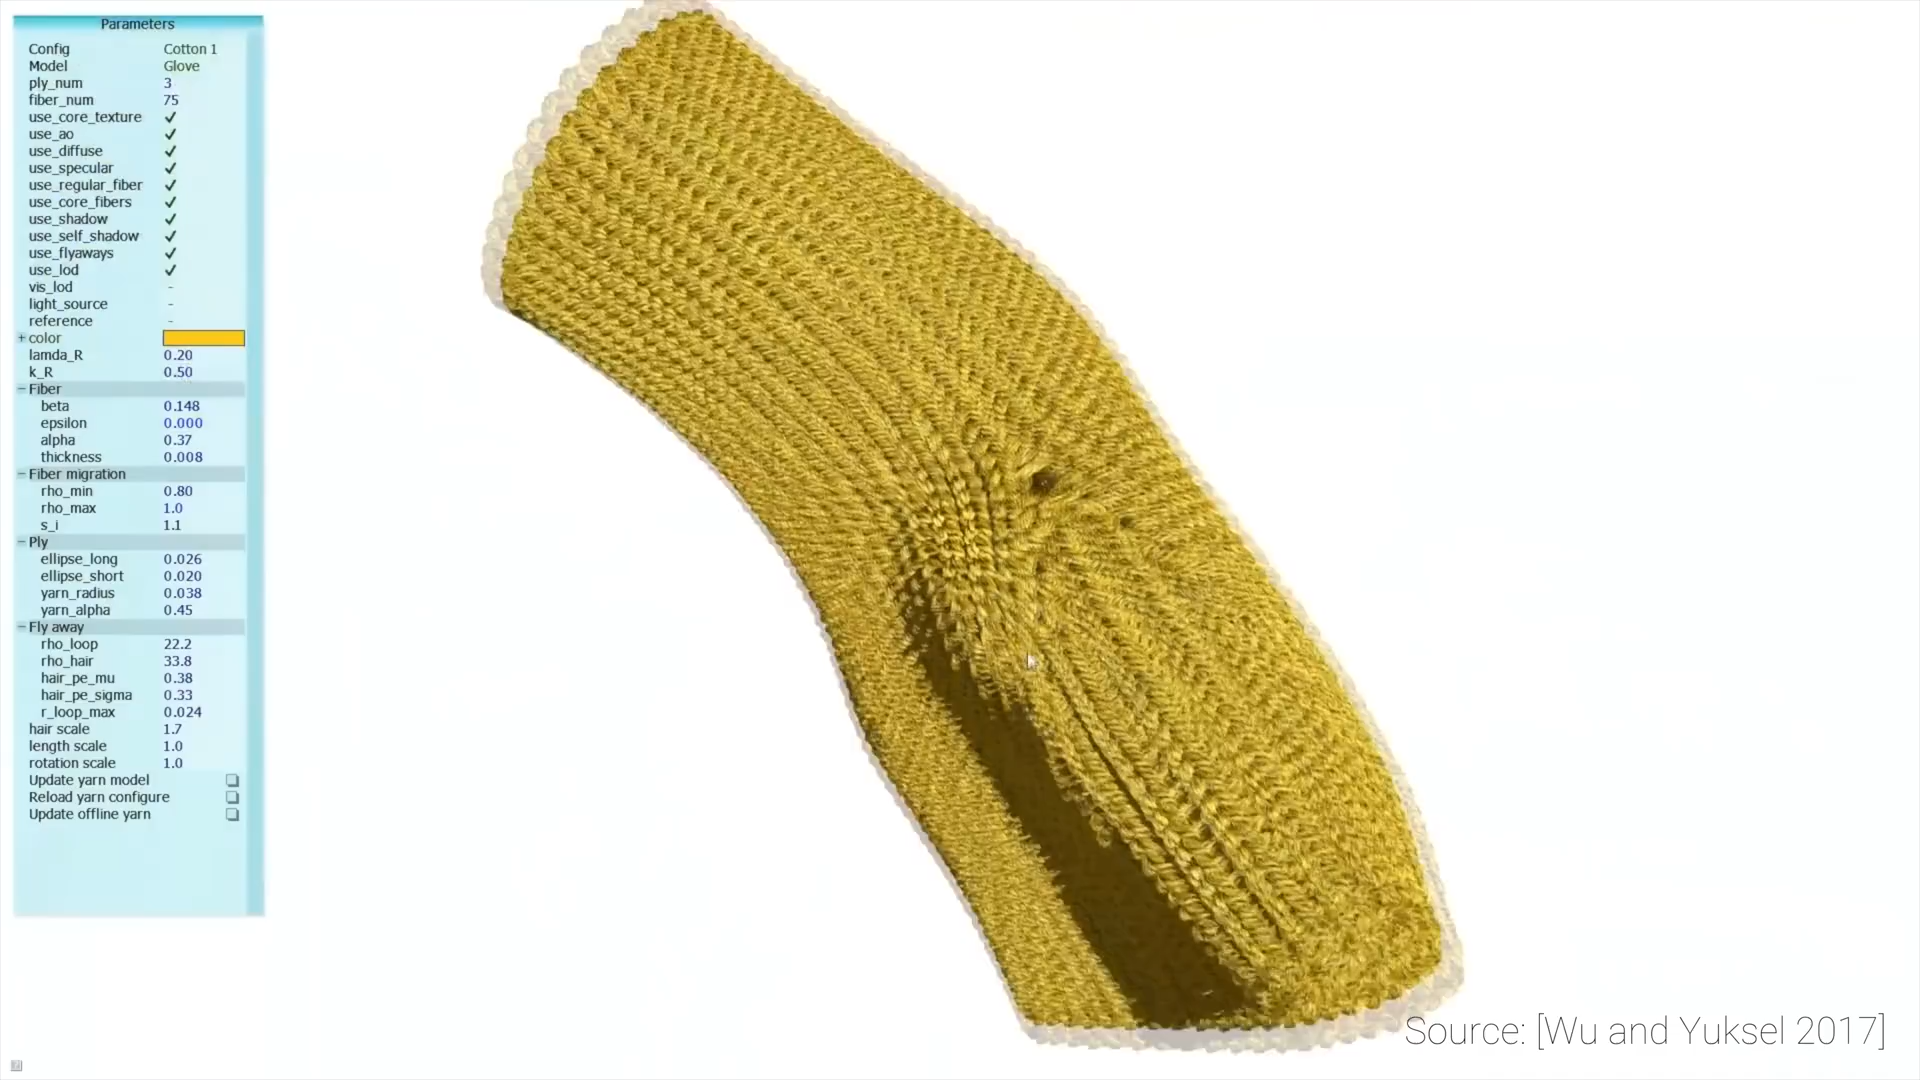 Parameters
Config Cotton 1
Model Glove
ply_num 3
fiber_num 75
use_core_texture ✓
use_ao ✓
use_diffuse ✓
use_specular ✓
use_regular_fiber ✓
use_core_fibers ✓
use_shadow ✓
use_self_shadow ✓
use_flyaways ✓
use_lod ✓
vis_lod -
light_source -
reference -
+ color
lamda_R 0.20
k_R 0.50
− Fiber
beta 0.148
epsilon 0.000
alpha 0.37
thickness 0.008
− Fiber migration
rho_min 0.80
rho_max 1.0
s_i 1.1
− Ply
ellipse_long 0.026
ellipse_short 0.020
yarn_radius 0.038
yarn_alpha 0.45
− Fly away
rho_loop 22.2
rho_hair 33.8
hair_pe_mu 0.38
hair_pe_sigma 0.33
r_loop_max 0.024
hair scale 1.7
length scale 1.0
rotation scale 1.0
Update yarn model
Reload yarn configure
Update offline yarn
Source: [Wu and Yuksel 2017]